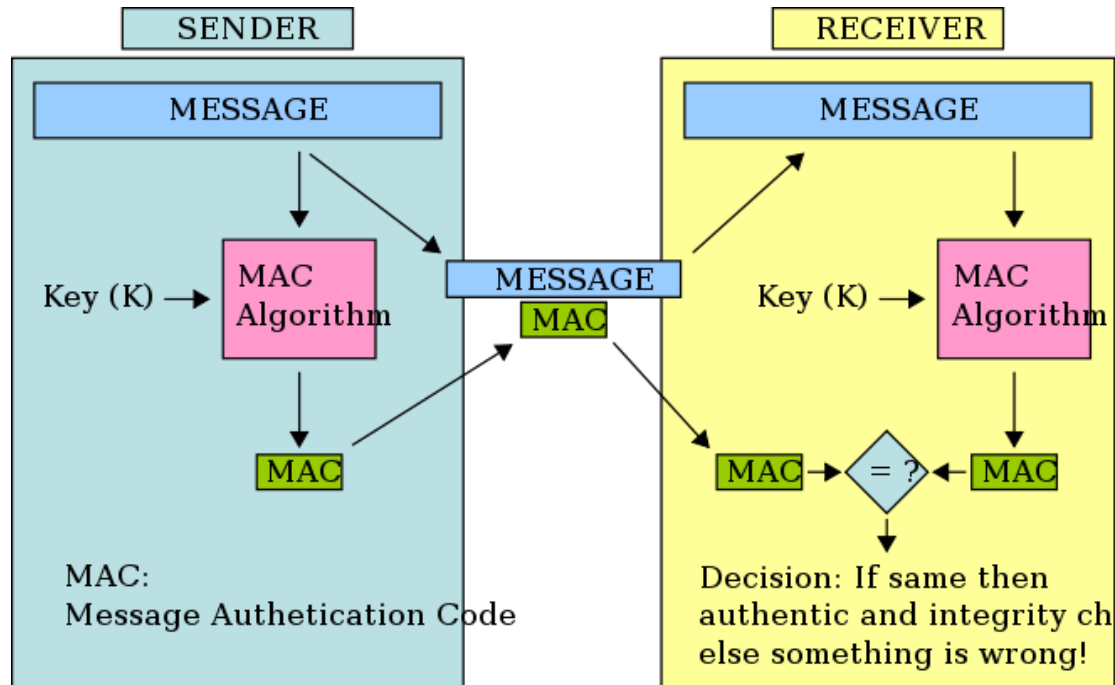 SENDER
RECEIVER
MESSAGE
MESSAGE
Key (K)
MAC
Algorithm
MESSAGE
MAC
Key (K)
MAC
Algorithm
MAC
MAC
= ?
MAC
MAC:
Message Authetication Code
Decision: If same then
authentic and integrity ch
else something is wrong!